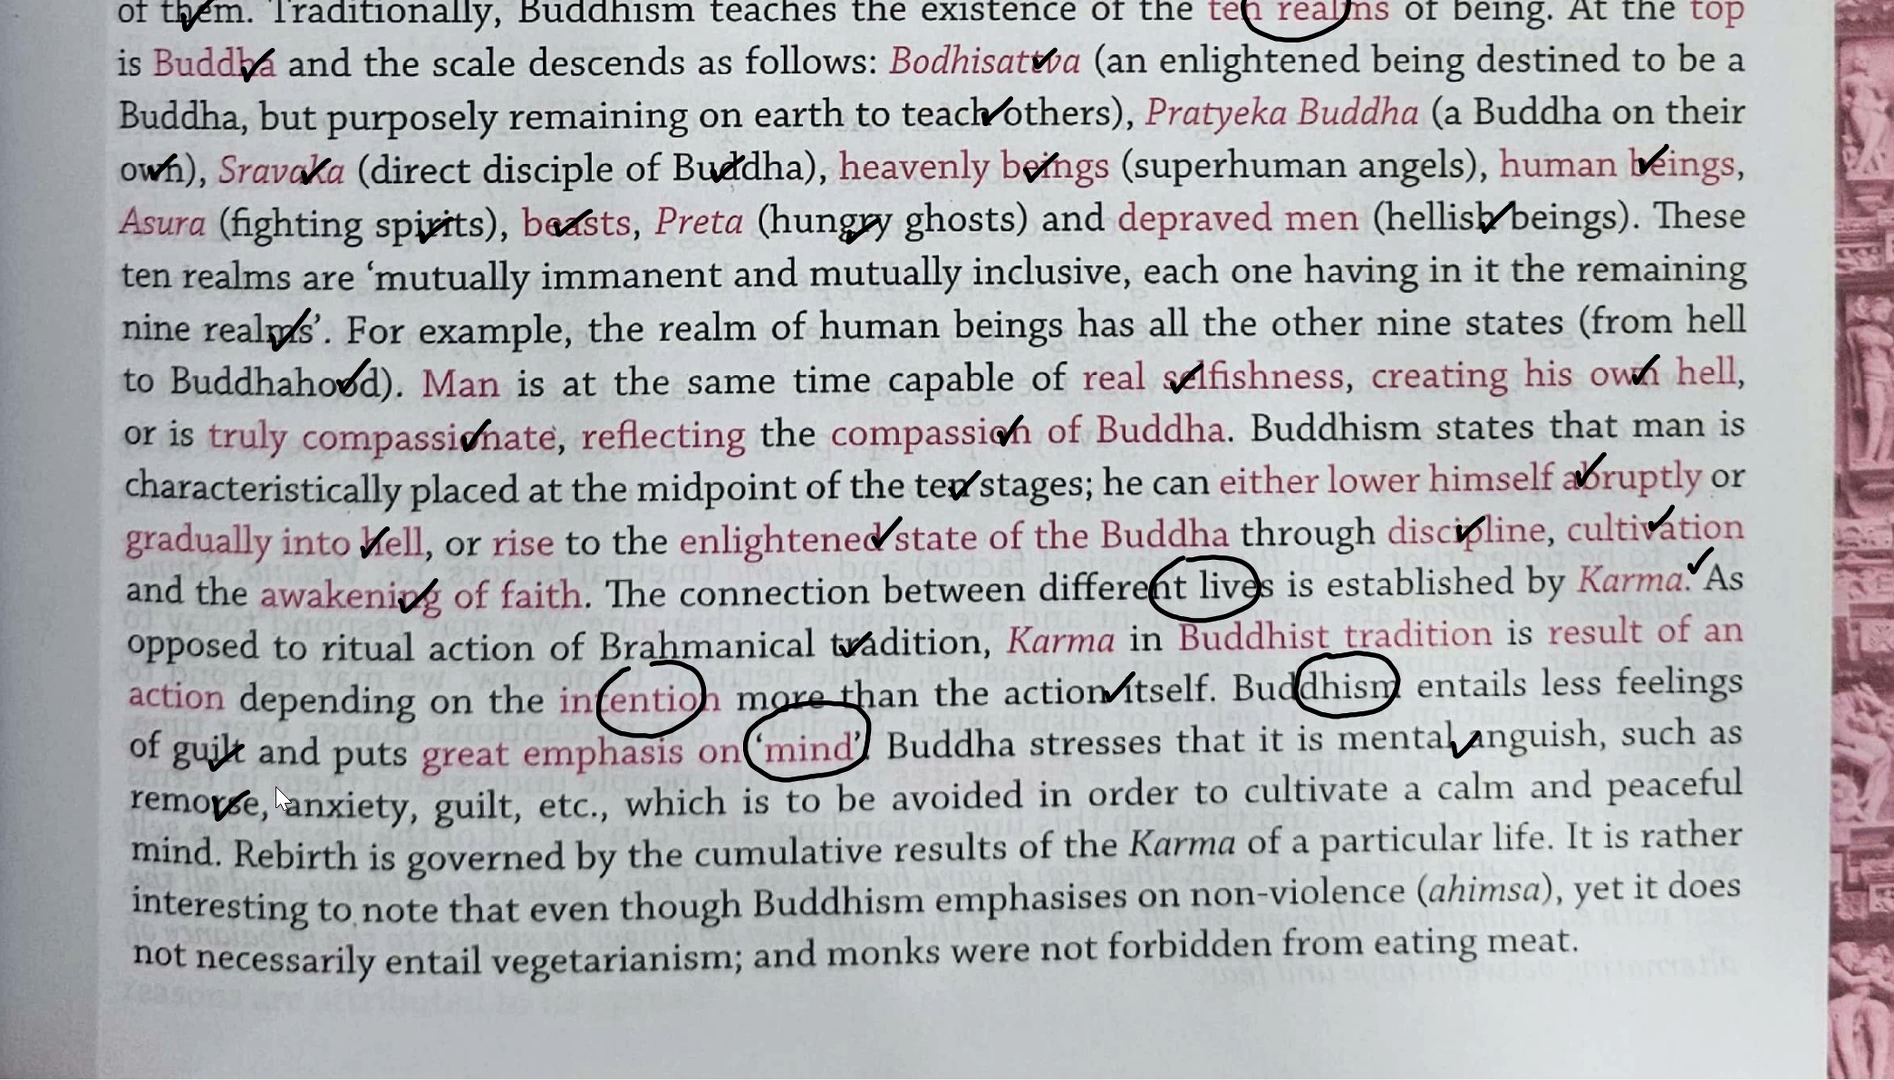 of them. Traditionally, Buddhism teaches the existence of the ten realms of being. At the top
is Buddha and the scale descends as follows: Bodhisattva (an enlightened being destined to be a
Buddha, but purposely remaining on earth to teach others), Pratyeka Buddha (a Buddha on their
own), Sravaka (direct disciple of Buddha), heavenly beings (superhuman angels), human beings,
Asura (fighting spirits), beasts, Preta (hungry ghosts) and depraved men (hellish beings). These
ten realms are ‘mutually immanent and mutually inclusive, each one having in it the remaining
nine realms’. For example, the realm of human beings has all the other nine states (from hell
to Buddhahood). Man is at the same time capable of real selfishness, creating his own hell,
or is truly compassionate, reflecting the compassion of Buddha. Buddhism states that man is
characteristically placed at the midpoint of the ten stages; he can either lower himself abruptly or
gradually into hell, or rise to the enlightened state of the Buddha through discipline, cultivation
and the awakening of faith. The connection between different lives is established by Karma. As
opposed to ritual action of Brahmanical tradition, Karma in Buddhist tradition is result of an
action depending on the intention more than the action itself. Buddhism entails less feelings
of guilt and puts great emphasis on ‘mind’. Buddha stresses that it is mental anguish, such as
remorse, anxiety, guilt, etc., which is to be avoided in order to cultivate a calm and peaceful
mind. Rebirth is governed by the cumulative results of the Karma of a particular life. It is rather
interesting to note that even though Buddhism emphasises on non-violence (ahimsa), yet it does
not necessarily entail vegetarianism; and monks were not forbidden from eating meat.